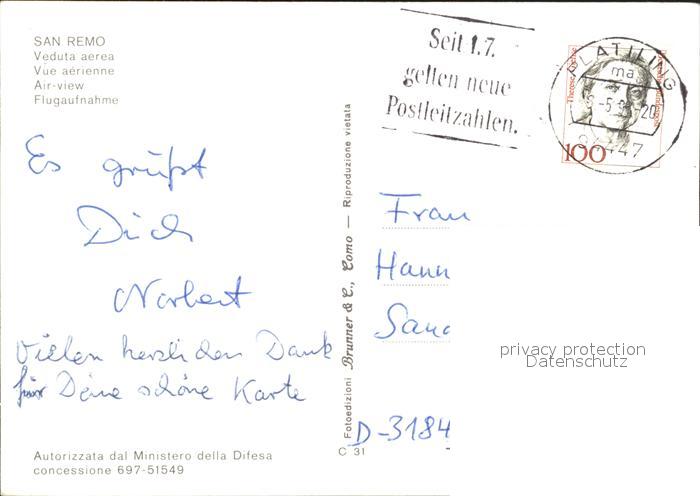 SAN REMO
Veduta aerea
Vue aérienne
Air-view
Flugaufnahme
Es grüßt
Dich
Norbert
Vielen herzlichen Dank
für Deine schöne Karte
Autorizzata dal Ministero della Difesa
concessione 697-51549
Fotoedizioni Brunner & C., Como — Riproduzione vietata
C 31
Seit 1.7.
gelten neue
Postleitzahlen.
PLATTLING
100
Frau
Hann
Sand
D-3184
privacy protection
Datenschutz